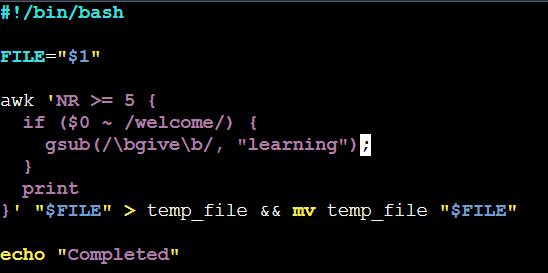 #!/bin/bash
FILE="$1"
awk 'NR >= 5 {
if ($0 ~ /welcome/) {
gsub(/\bgive\b/, "learning");
}
print
}' "$FILE" > temp_file && mv temp_file "$FILE"
echo "Completed"